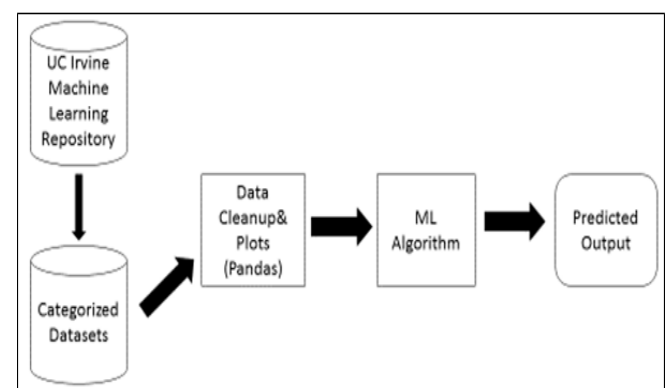 UC Irvine
Machine
Learning
Repository
Categorized
Datasets
Data
Cleanup&
Plots
(Pandas)
ML
Algorithm
Predicted
Output